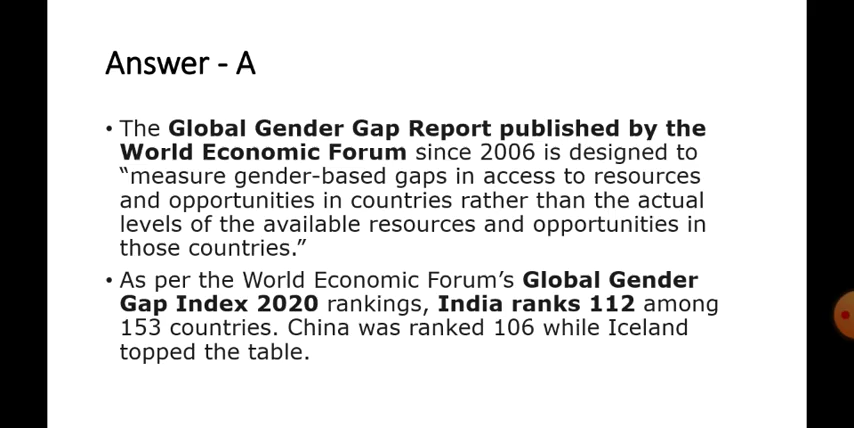 Answer - A
• The Global Gender Gap Report published by the
World Economic Forum since 2006 is designed to
“measure gender-based gaps in access to resources
and opportunities in countries rather than the actual
levels of the available resources and opportunities in
those countries.”
• As per the World Economic Forum’s Global Gender
Gap Index 2020 rankings, India ranks 112 among
153 countries. China was ranked 106 while Iceland
topped the table.